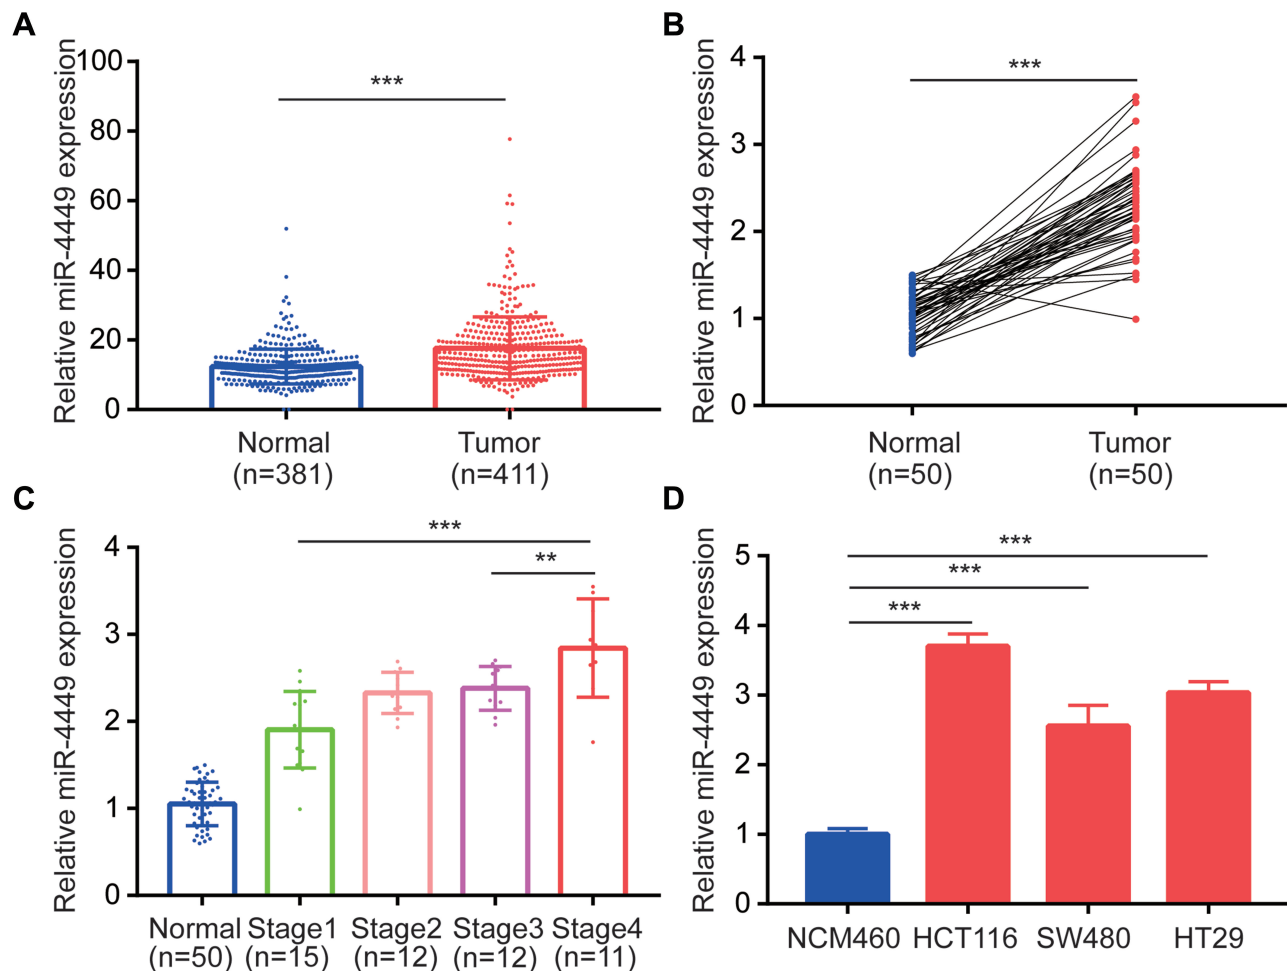 A
Relative miR-4449 expression
100
80
60
40
20
0
***
Normal
(n=381)
Tumor
(n=411)
B
Relative miR-4449 expression
4
3
2
1
0
***
Normal
(n=50)
Tumor
(n=50)
C
Relative miR-4449 expression
4
3
2
1
0
***
**
Normal
(n=50)
Stage1
(n=15)
Stage2
(n=12)
Stage3
(n=12)
Stage4
(n=11)
D
Relative miR-4449 expression
5
4
3
2
1
0
***
***
***
NCM460
HCT116
SW480
HT29